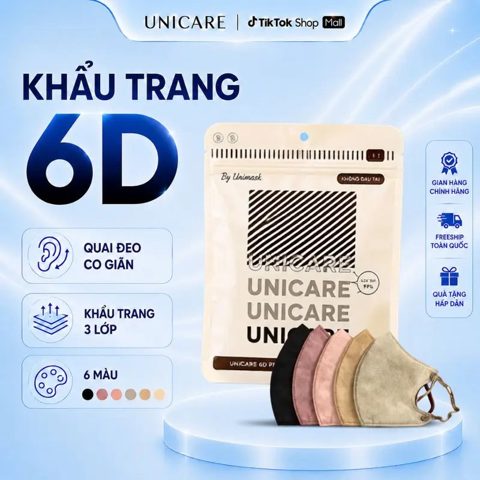 UNICARE | TikTok Shop Mall
KHẨU TRANG
6D
QUAI ĐEO
CO GIÃN
KHẨU TRANG
3 LỚP
6 MÀU
By Unimask
KHÔNG ĐAU TAI
UNICARE
UNICARE
UNICARE
UNICARE
99%
UNICARE 6D
GIAN HÀNG
CHÍNH HÃNG
FREESHIP
TOÀN QUỐC
QUÀ TẶNG
HẤP DẪN